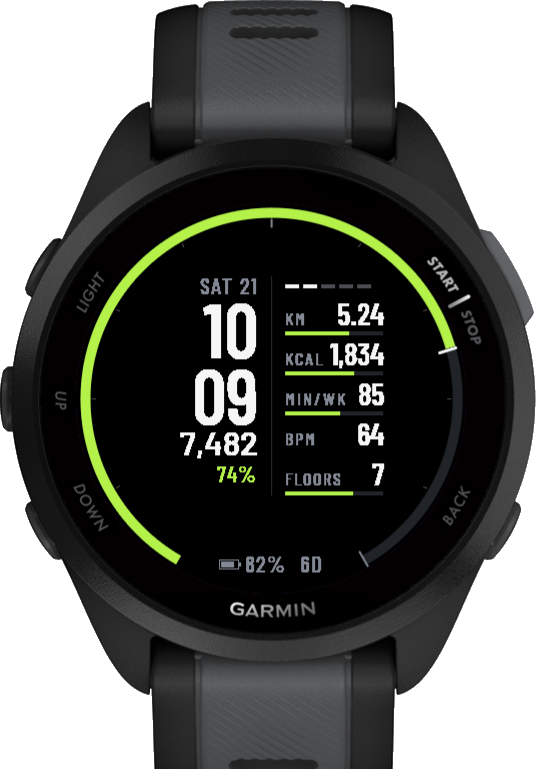 LIGHT
UP
DOWN
START
STOP
BACK
SAT 21
10
09
7,482
74%
KM 5.24
KCAL 1,834
MIN/WK 85
BPM 64
FLOORS 7
82% 6D
GARMIN